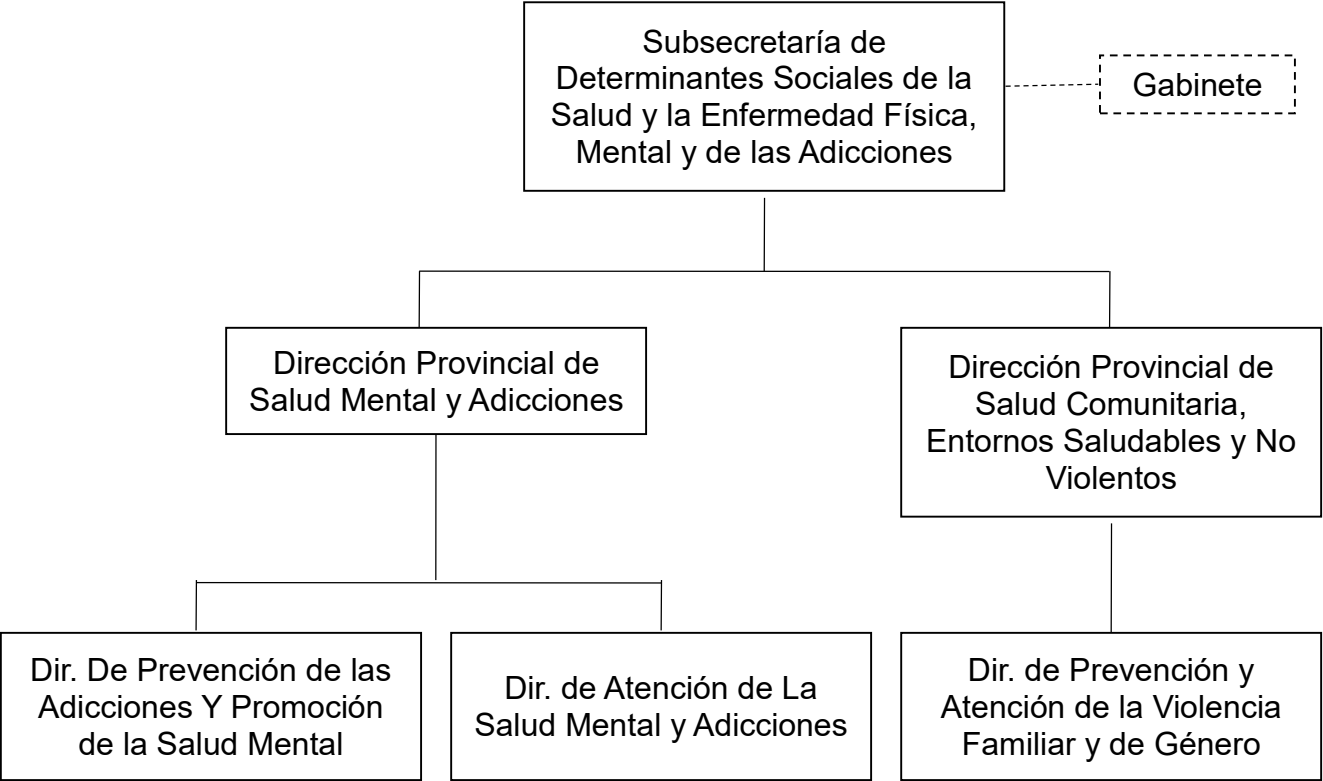 Subsecretaría de
Determinantes Sociales de la
Salud y la Enfermedad Física,
Mental y de las Adicciones
Gabinete
Dirección Provincial de
Salud Mental y Adicciones
Dirección Provincial de
Salud Comunitaria,
Entornos Saludables y No
Violentos
Dir. De Prevención de las
Adicciones Y Promoción
de la Salud Mental
Dir. de Atención de La
Salud Mental y Adicciones
Dir. de Prevención y
Atención de la Violencia
Familiar y de Género